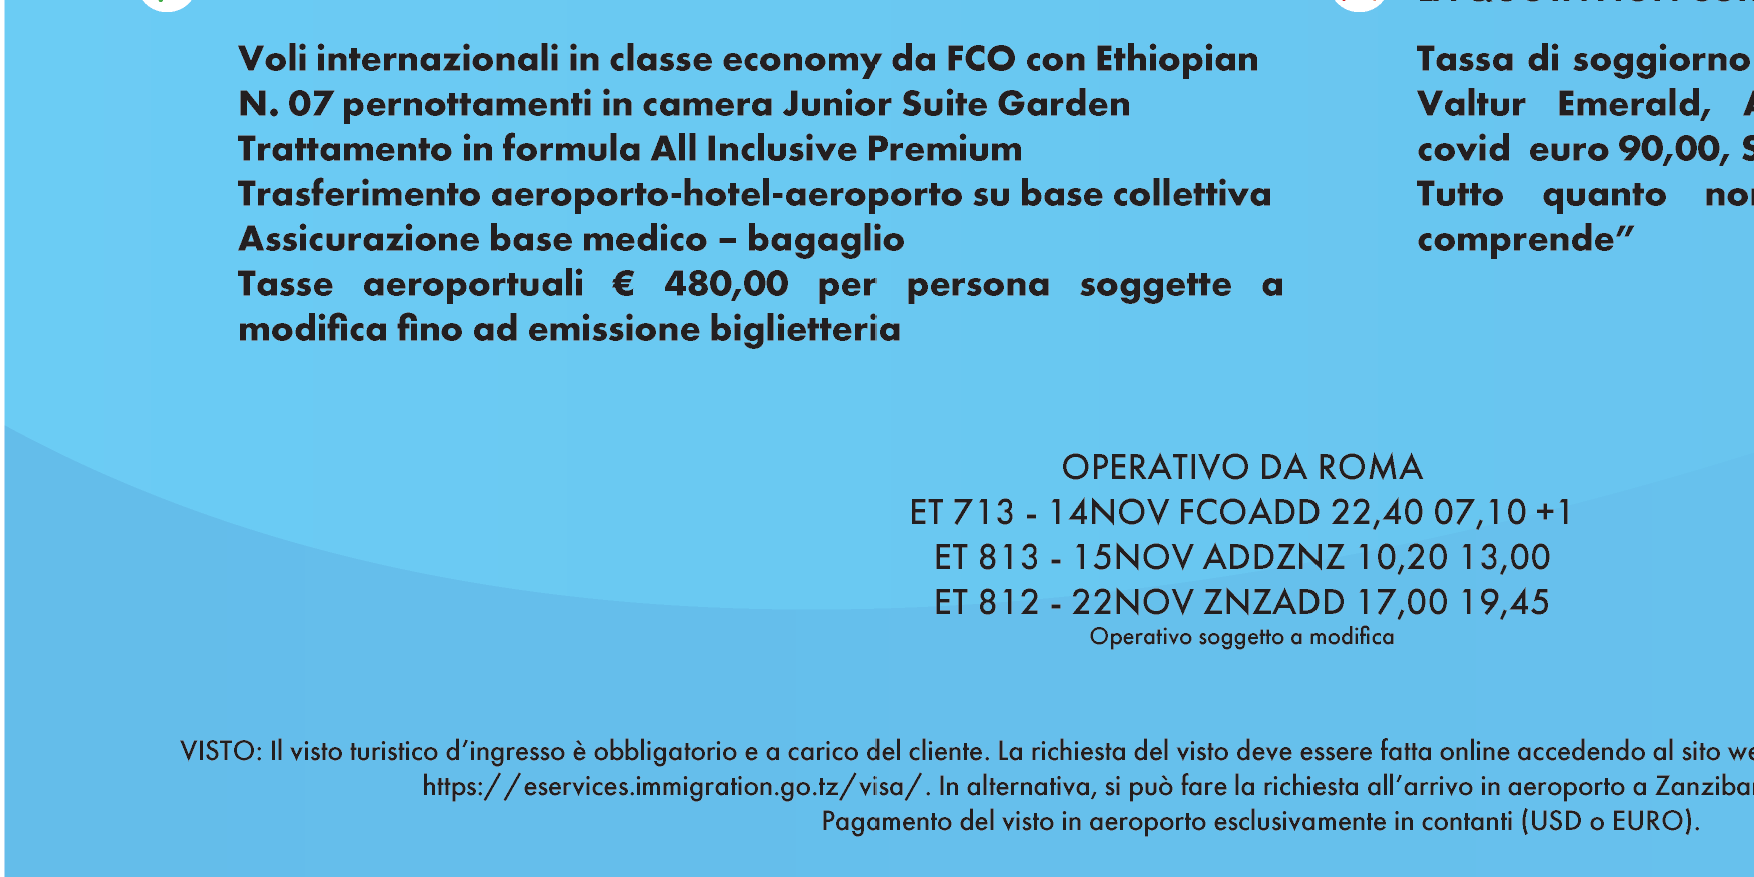 Voli internazionali in classe economy da FCO con Ethiopian
N. 07 pernottamenti in camera Junior Suite Garden
Trattamento in formula All Inclusive Premium
Trasferimento aeroporto-hotel-aeroporto su base collettiva
Assicurazione base medico – bagaglio
Tasse aeroportuali € 480,00 per persona soggette a
modifica fino ad emissione biglietteria
Tassa di soggiorno
Valtur Emerald,
covid euro 90,00,
Tutto quanto
comprende”
OPERATIVO DA ROMA
ET 713 - 14NOV FCOADD 22,40 07,10 +1
ET 813 - 15NOV ADDZNZ 10,20 13,00
ET 812 - 22NOV ZNZADD 17,00 19,45
Operativo soggetto a modifica
VISTO: Il visto turistico d’ingresso è obbligatorio e a carico del cliente. La richiesta del visto deve essere fatta online accedendo al sito
https://eservices.immigration.go.tz/visa/. In alternativa, si può fare la richiesta all’arrivo in aeroporto a
Pagamento del visto in aeroporto esclusivamente in contanti (USD o EURO).